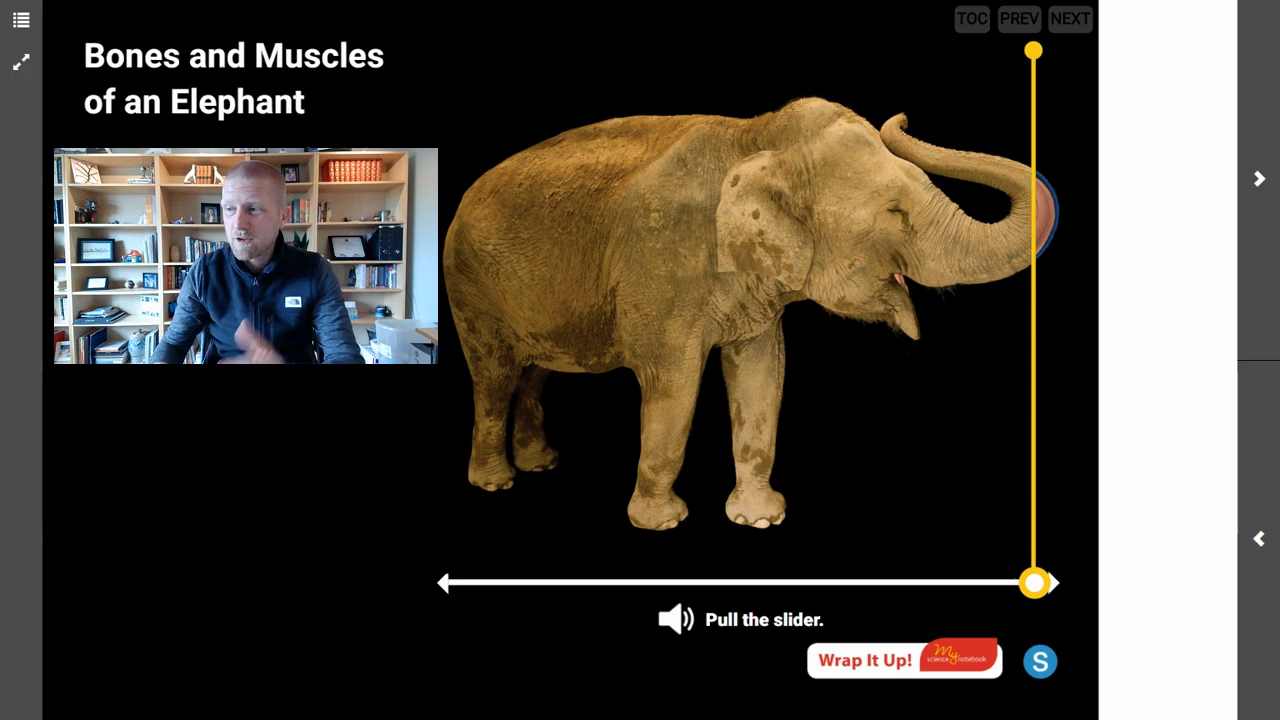 TOC PREV NEXT
Bones and Muscles
of an Elephant
Pull the slider.
Wrap It Up! My
science notebook
S